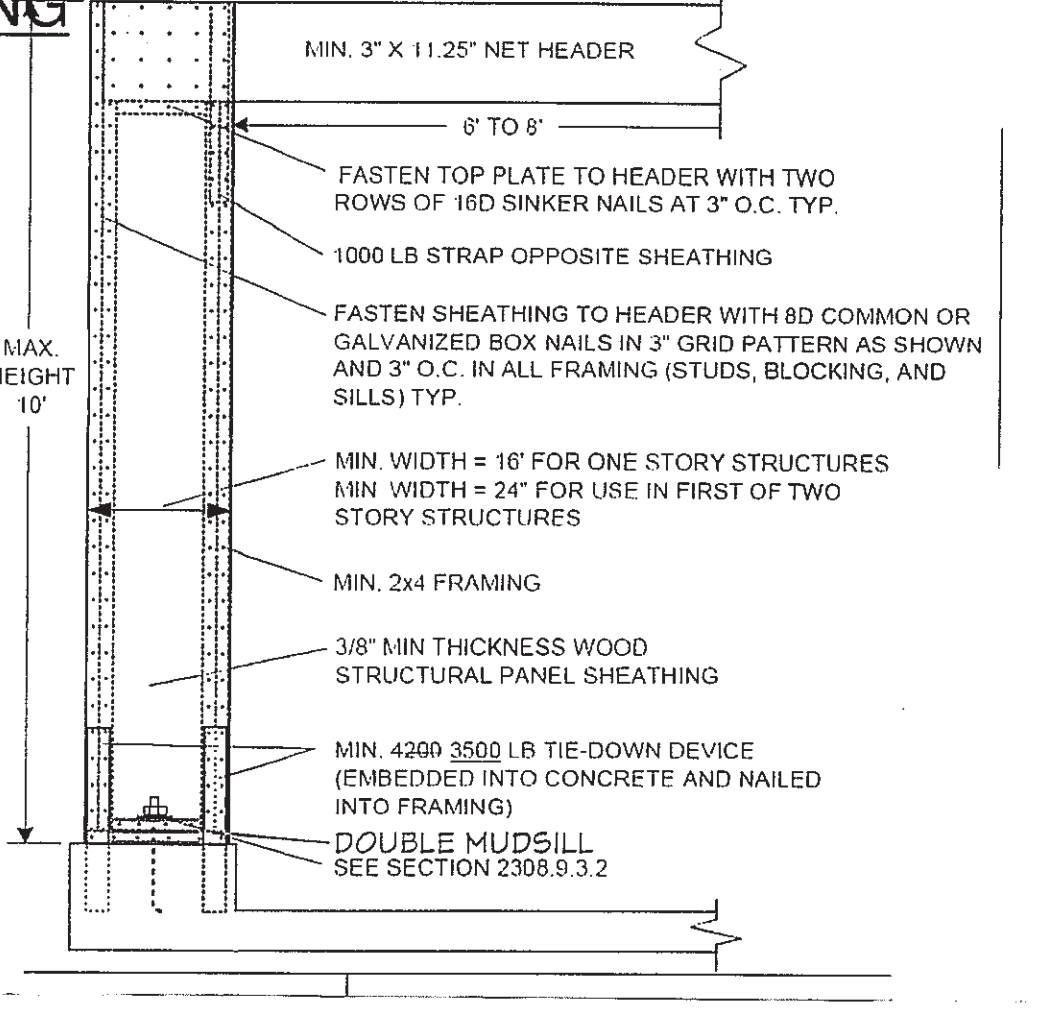 NG
MIN. 3" X 11.25" NET HEADER
6' TO 8'
FASTEN TOP PLATE TO HEADER WITH TWO
ROWS OF 16D SINKER NAILS AT 3" O.C. TYP.
1000 LB STRAP OPPOSITE SHEATHING
FASTEN SHEATHING TO HEADER WITH 8D COMMON OR
GALVANIZED BOX NAILS IN 3" GRID PATTERN AS SHOWN
AND 3" O.C. IN ALL FRAMING (STUDS, BLOCKING, AND
SILLS) TYP.
MAX.
HEIGHT
10'
MIN. WIDTH = 16' FOR ONE STORY STRUCTURES
MIN WIDTH = 24" FOR USE IN FIRST OF TWO
STORY STRUCTURES
MIN. 2x4 FRAMING
3/8" MIN THICKNESS WOOD
STRUCTURAL PANEL SHEATHING
MIN. 4200 3500 LB TIE-DOWN DEVICE
(EMBEDDED INTO CONCRETE AND NAILED
INTO FRAMING)
DOUBLE MUDSILL
SEE SECTION 2308.9.3.2